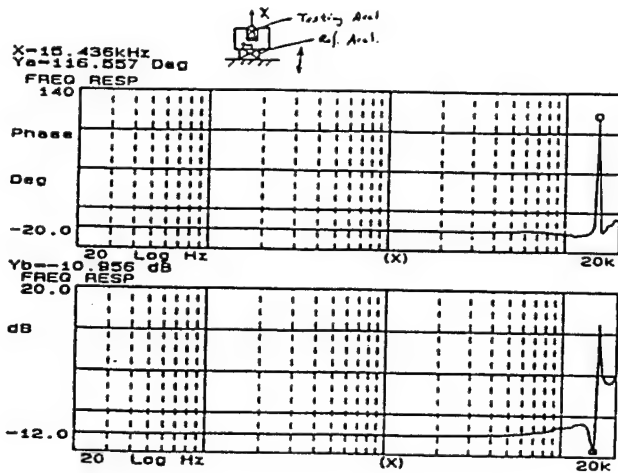 X
Testing Accl.
Ref. Accl.
X=15.436kHz
Ya=116.557 Deg
FREQ RESP
140
Phase
Deg
-20.0
20 Log Hz (X) 20k
Yb=-10.956 dB
FREQ RESP
20.0
dB
-12.0
20 Log Hz (X) 20k